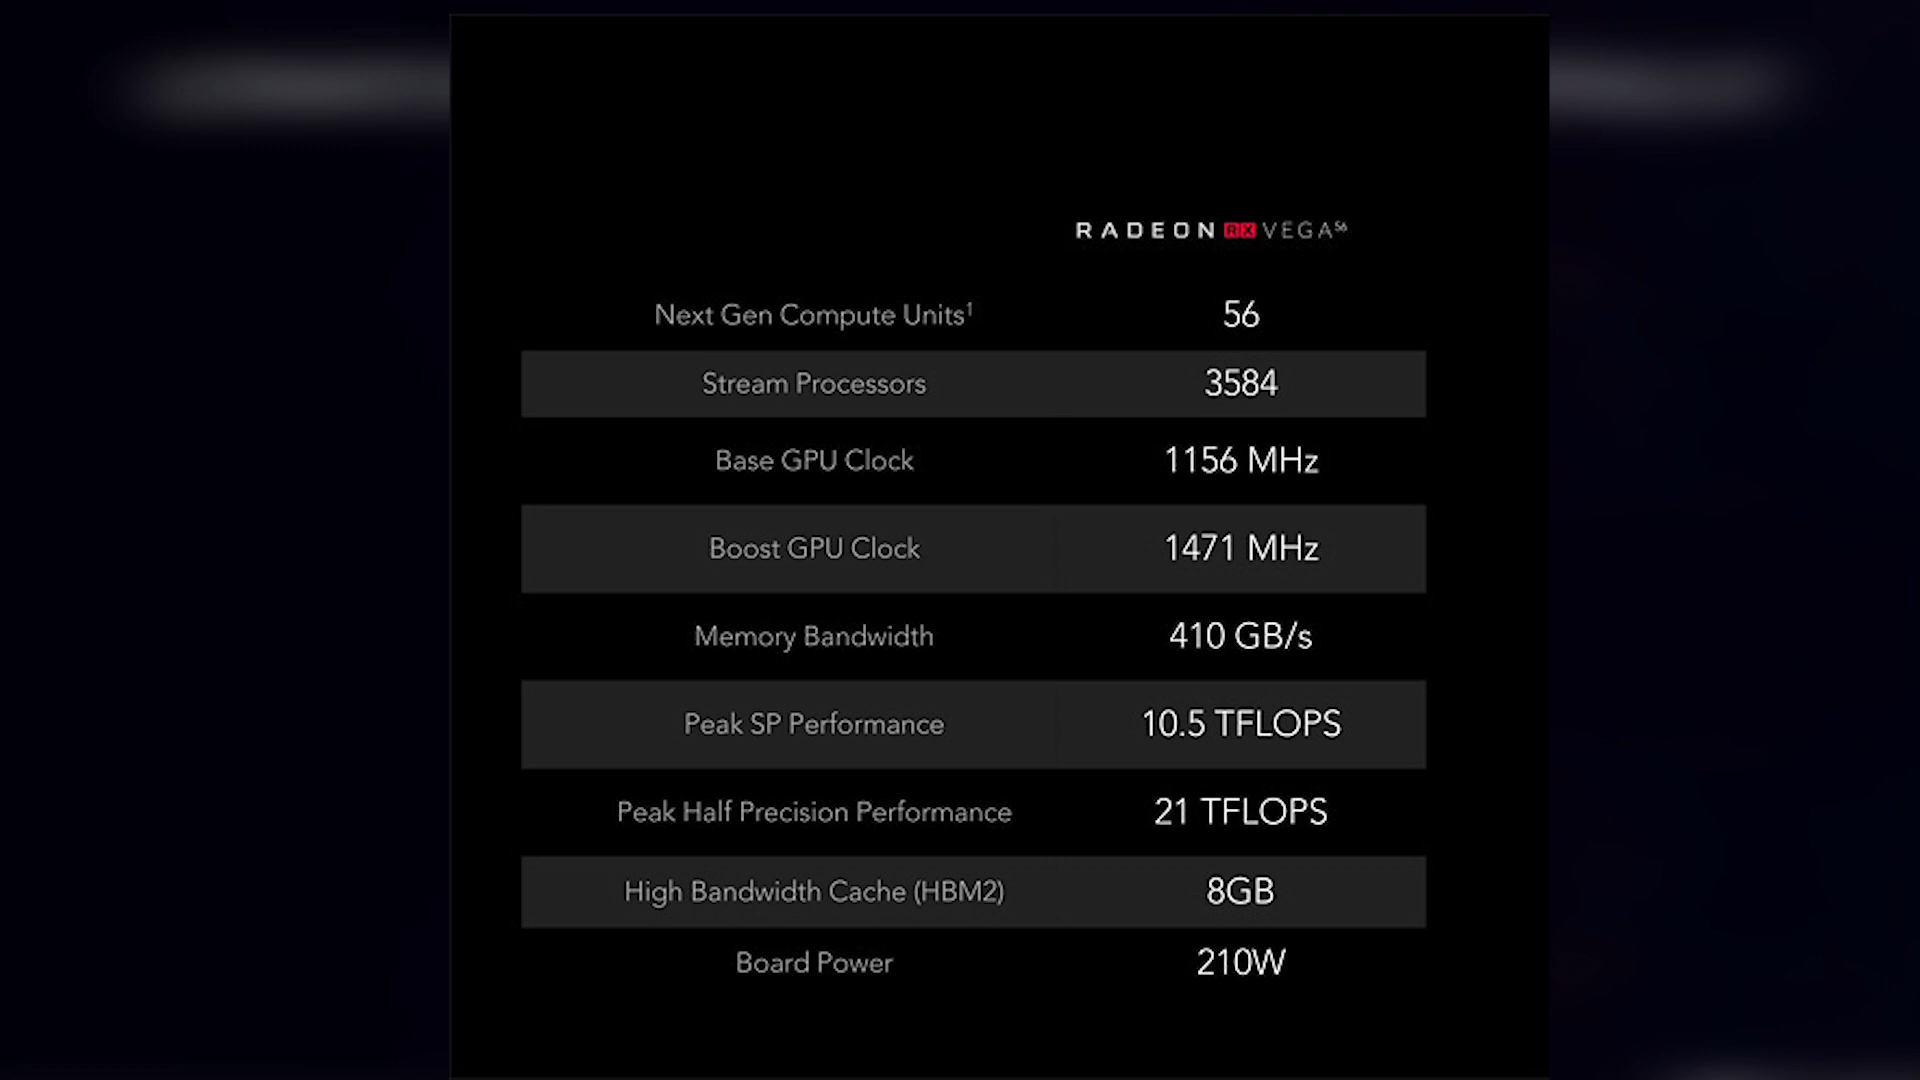 RADEON RX VEGA⁵⁶
Next Gen Compute Units¹ 56
Stream Processors 3584
Base GPU Clock 1156 MHz
Boost GPU Clock 1471 MHz
Memory Bandwidth 410 GB/s
Peak SP Performance 10.5 TFLOPS
Peak Half Precision Performance 21 TFLOPS
High Bandwidth Cache (HBM2) 8GB
Board Power 210W